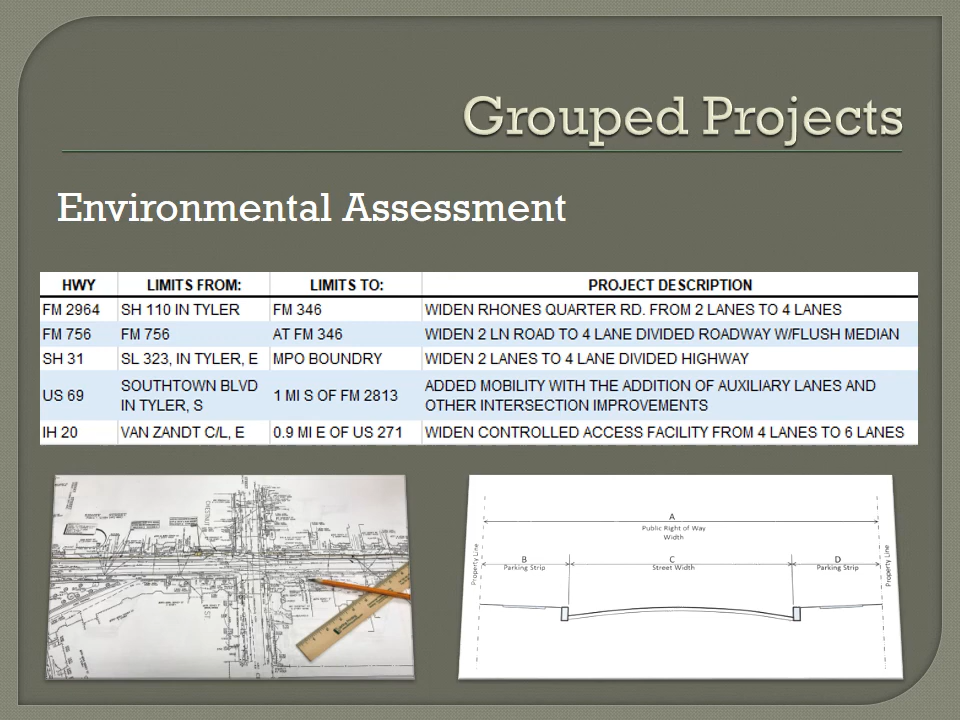 Grouped Projects
Environmental Assessment
HWY LIMITS FROM: LIMITS TO: PROJECT DESCRIPTION
FM 2964 SH 110 IN TYLER FM 346 WIDEN RHONES QUARTER RD. FROM 2 LANES TO 4 LANES
FM 756 FM 756 AT FM 346 WIDEN 2 LN ROAD TO 4 LANE DIVIDED ROADWAY W/FLUSH MEDIAN
SH 31 SL 323, IN TYLER, E MPO BOUNDRY WIDEN 2 LANES TO 4 LANE DIVIDED HIGHWAY
US 69 SOUTHTOWN BLVD IN TYLER, S 1 MI S OF FM 2813 ADDED MOBILITY WITH THE ADDITION OF AUXILIARY LANES AND
OTHER INTERSECTION IMPROVEMENTS
IH 20 VAN ZANDT C/L, E 0.9 MI E OF US 271 WIDEN CONTROLLED ACCESS FACILITY FROM 4 LANES TO 6 LANES
CHESTNUT
ST
A
Public Right of Way
Width
Property Line
B
Parking Strip
C
Street Width
D
Parking Strip
Property Line